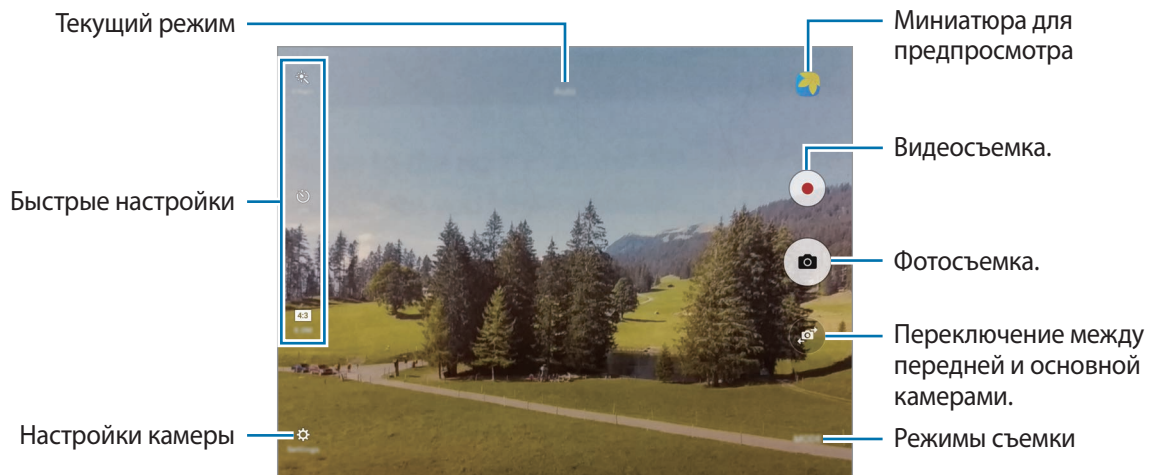 Текущий режим
Миниатюра для
предпросмотра
Видеосъемка.
Быстрые настройки
Фотосъемка.
4:3
Переключение между
передней и основной
камерами.
Настройки камеры
Режимы съемки